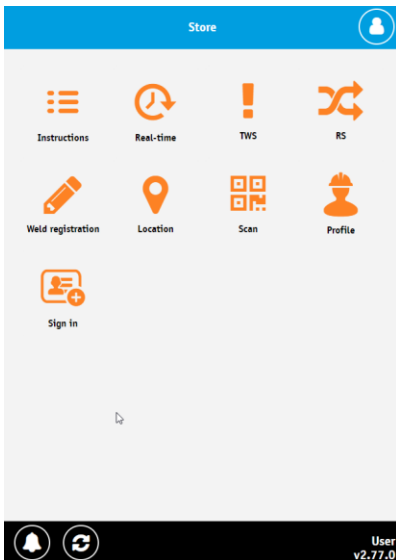 Store
Instructions
Real-time
TWS
RS
Weld registration
Location
Scan
Profile
Sign in
User
v2.77.0